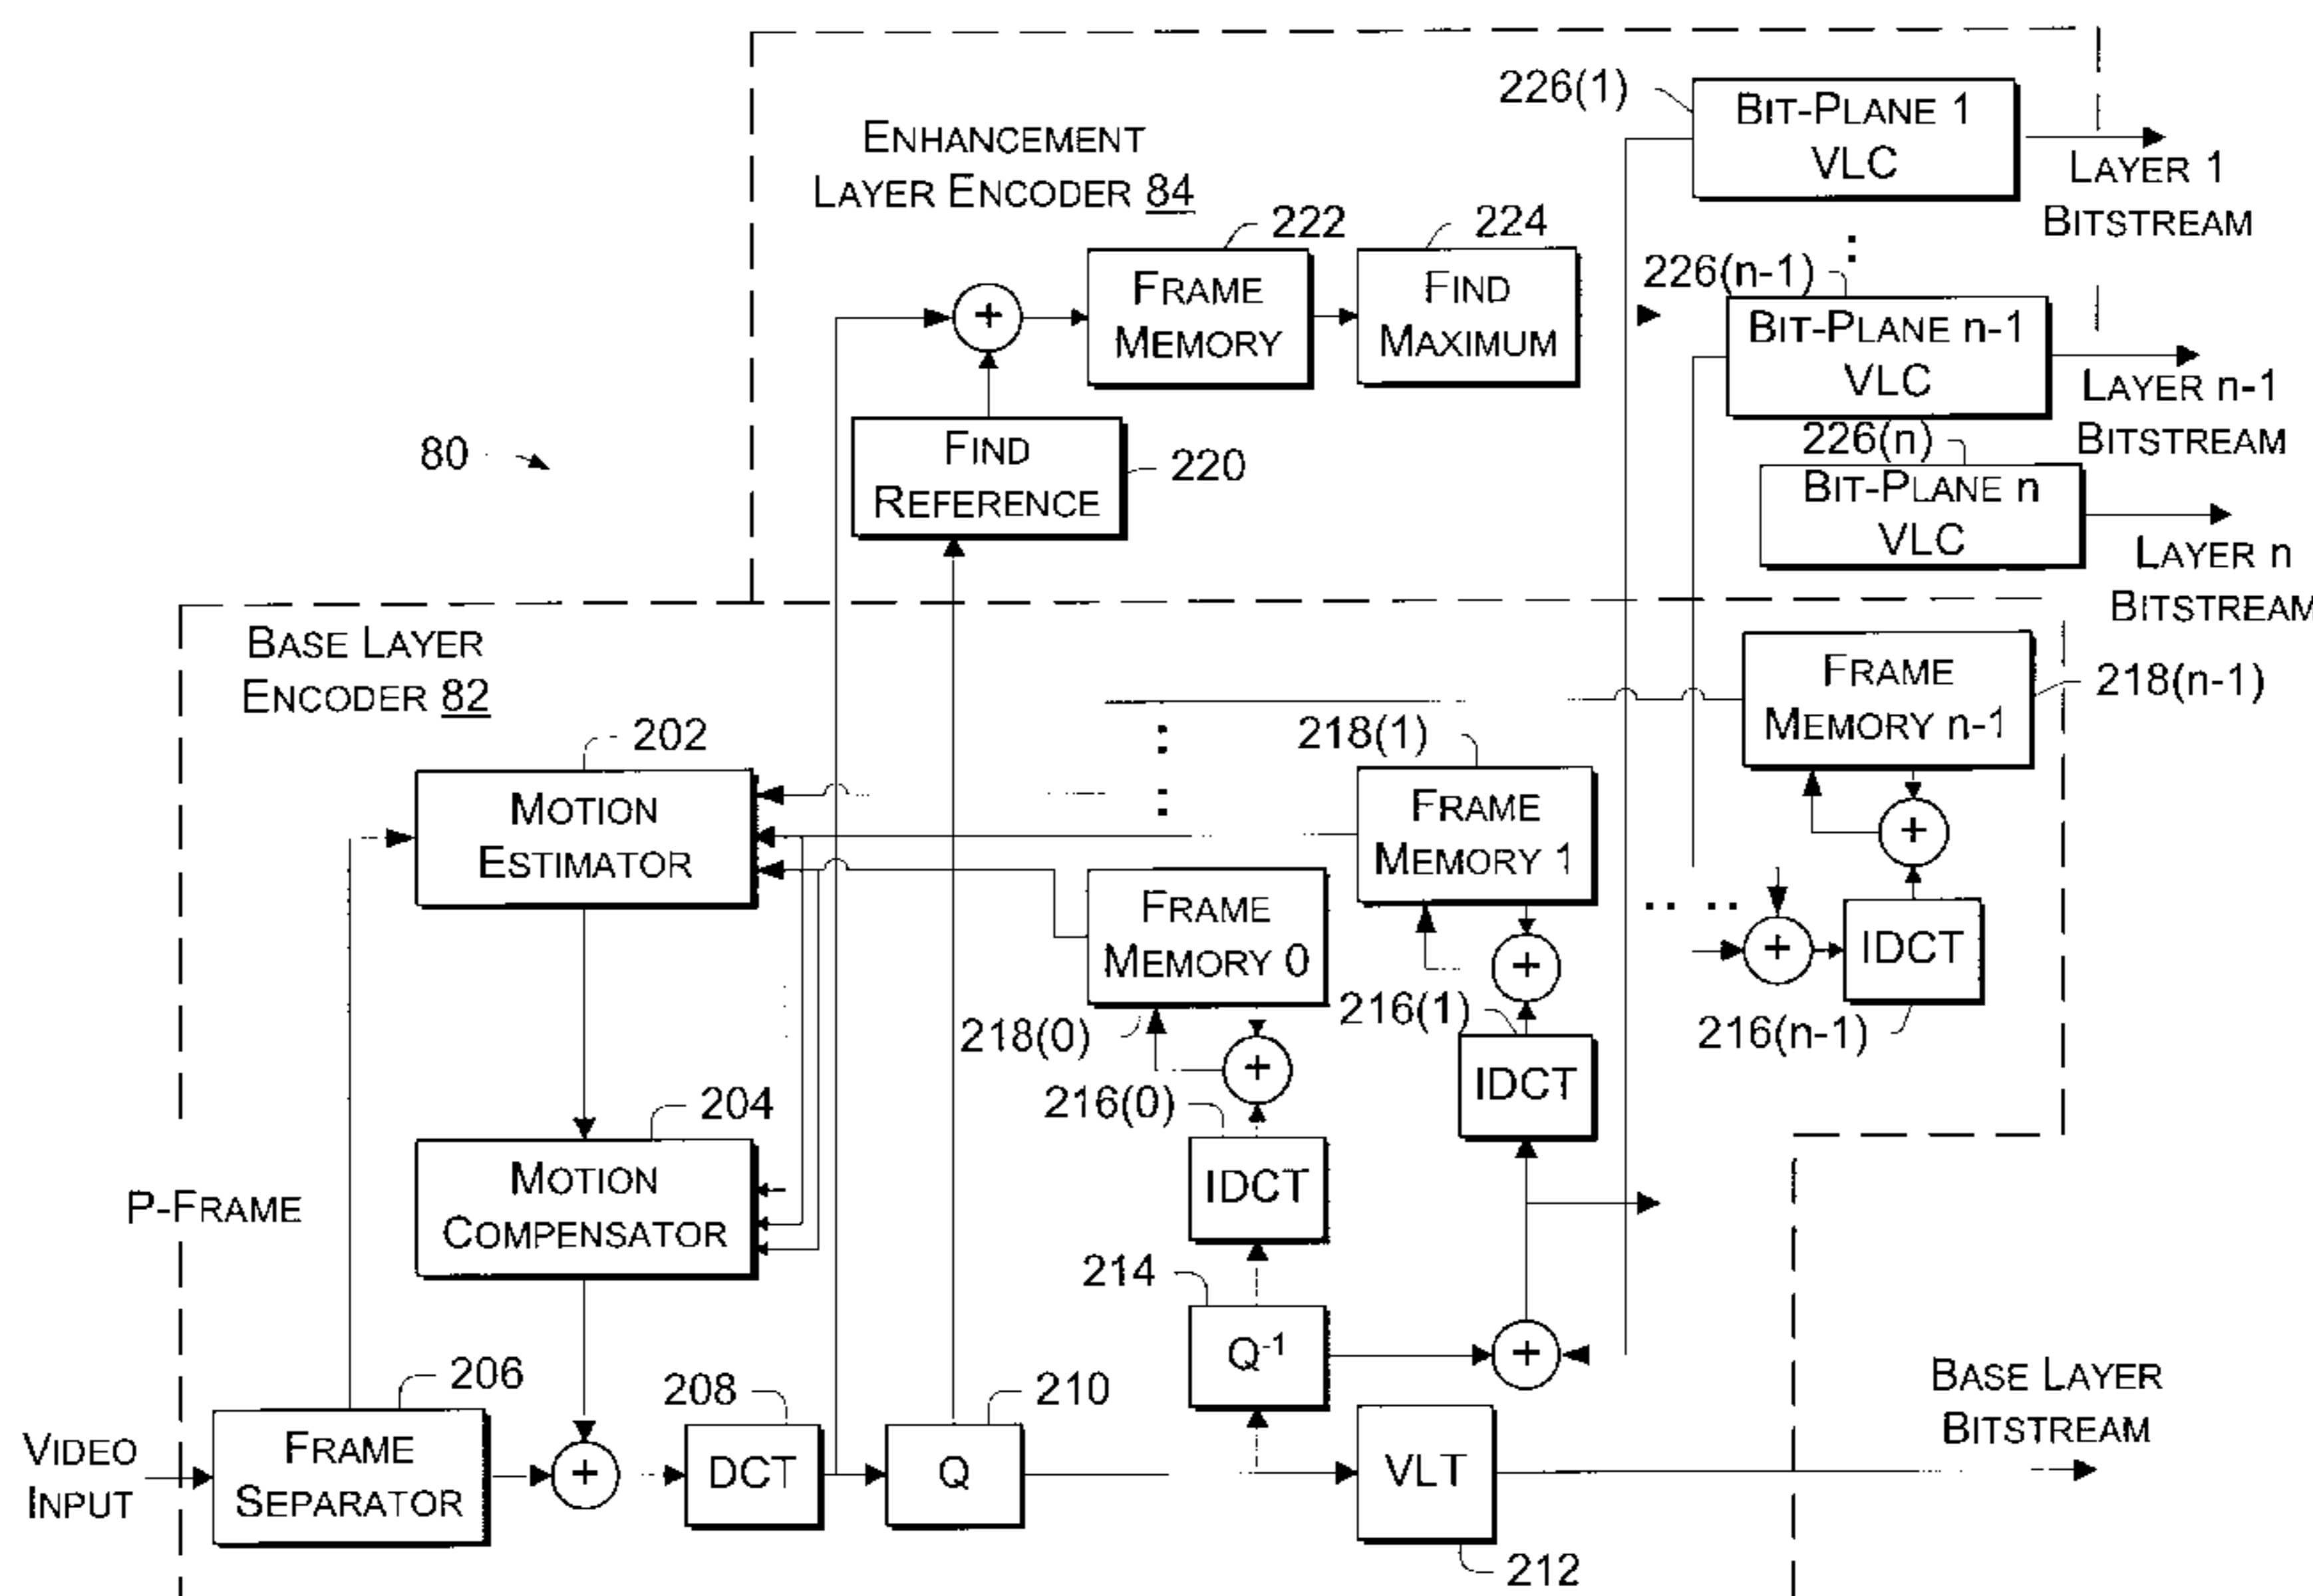 226(1)
BIT-PLANE 1
VLC
LAYER 1
BITSTREAM
ENHANCEMENT
LAYER ENCODER 84
222
224
FRAME
MEMORY
FIND
MAXIMUM
226(n-1)
BIT-PLANE n-1
VLC
LAYER n-1
BITSTREAM
+
80
FIND
REFERENCE
220
226(n)
BIT-PLANE n
VLC
LAYER n
BITSTREAM
BASE LAYER
ENCODER 82
FRAME
MEMORY n-1
218(n-1)
202
MOTION
ESTIMATOR
218(1)
FRAME
MEMORY 1
+
FRAME
MEMORY 0
218(0)
+
+
IDCT
216(n-1)
216(1)
IDCT
+
216(0)
IDCT
204
MOTION
COMPENSATOR
P-FRAME
214
Q-1
+
206
FRAME
SEPARATOR
VIDEO
INPUT
+
208
DCT
210
Q
VLT
212
BASE LAYER
BITSTREAM